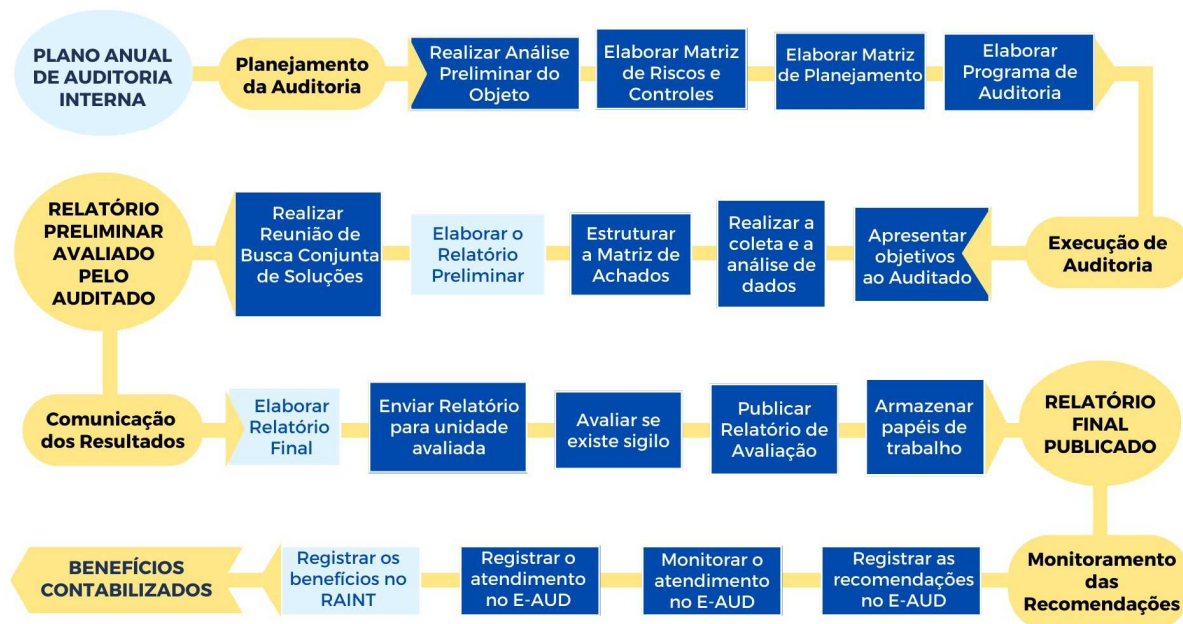 PLANO ANUAL
DE AUDITORIA
INTERNA
Planejamento
da Auditoria
Realizar Análise
Preliminar do
Objeto
Elaborar Matriz
de Riscos e
Controles
Elaborar Matriz
de Planejamento
Elaborar
Programa de
Auditoria
Execução de
Auditoria
Apresentar
objetivos
ao Auditado
Realizar a
coleta e a
análise de
dados
Estruturar
a Matriz de
Achados
Elaborar o
Relatório
Preliminar
Realizar
Reunião de
Busca Conjunta
de Soluções
RELATÓRIO
PRELIMINAR
AVALIADO
PELO
AUDITADO
Comunicação
dos Resultados
Elaborar
Relatório
Final
Enviar Relatório
para unidade
avaliada
Avaliar se
existe sigilo
Publicar
Relatório de
Avaliação
Armazenar
papéis de
trabalho
RELATÓRIO
FINAL
PUBLICADO
Monitoramento
das
Recomendações
Registrar as
recomendações
no E-AUD
Monitorar o
atendimento
no E-AUD
Registrar o
atendimento
no E-AUD
Registrar os
benefícios no
RAINT
BENEFÍCIOS
CONTABILIZADOS